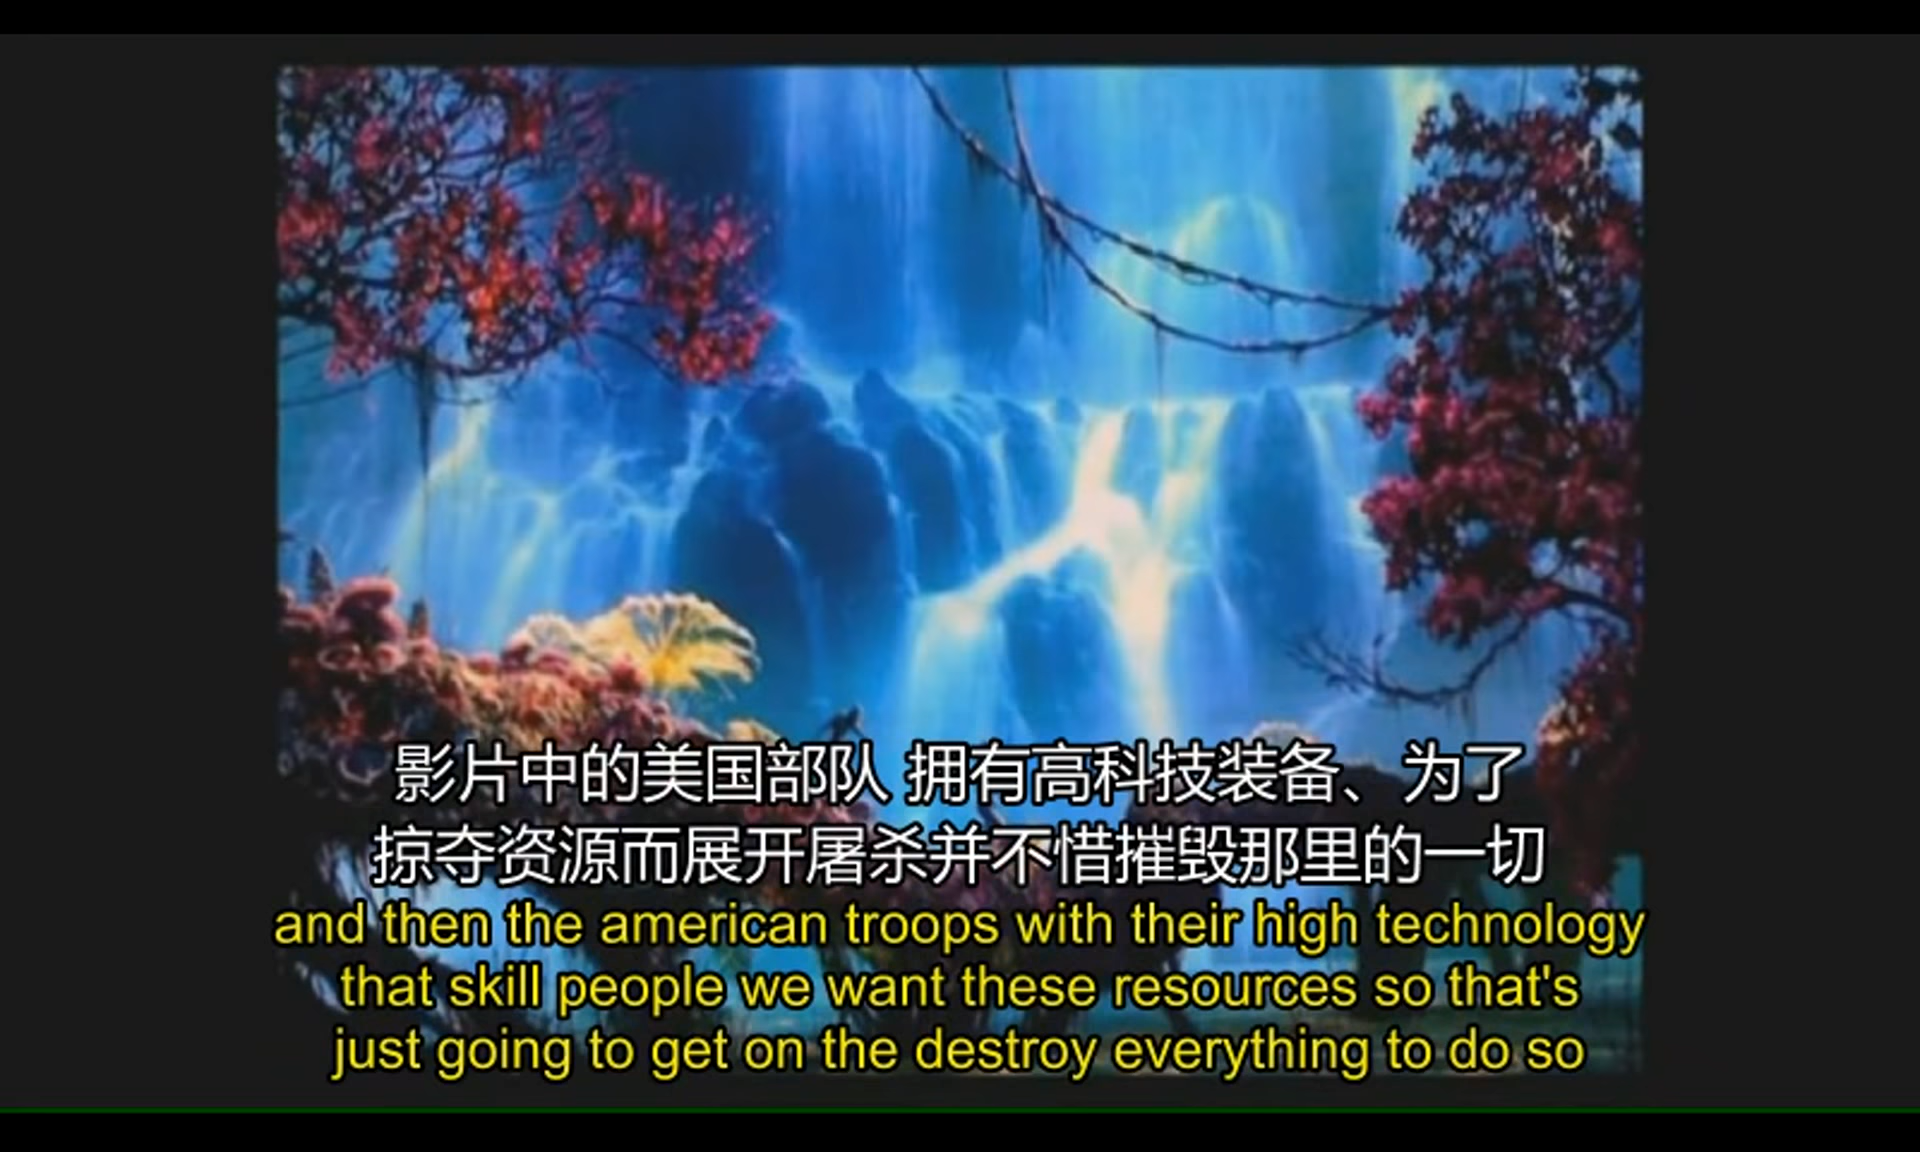 影片中的美国部队 拥有高科技装备、为了
掠夺资源而展开屠杀并不惜摧毁那里的一切
and then the american troops with their high technology
that skill people we want these resources so that's
just going to get on the destroy everything to do so